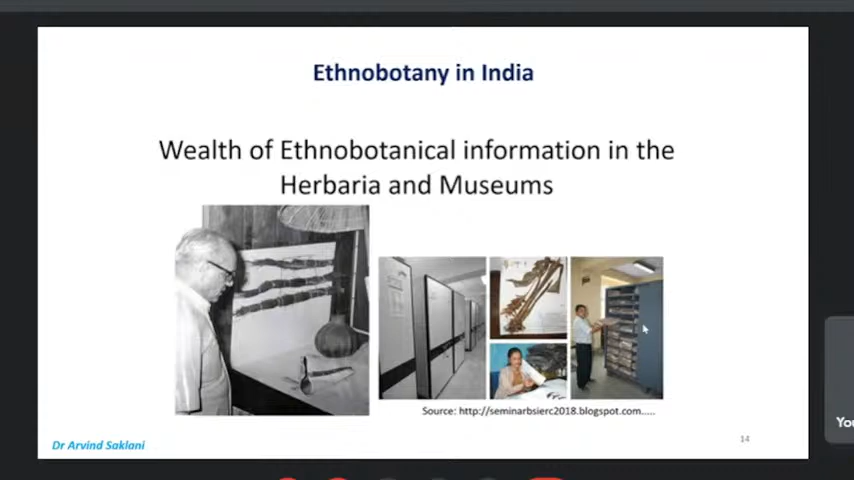 Ethnobotany in India
Wealth of Ethnobotanical information in the
Herbaria and Museums
Source: http://seminarbsierc2018.blogspot.com.....
Dr Arvind Saklani
14
You